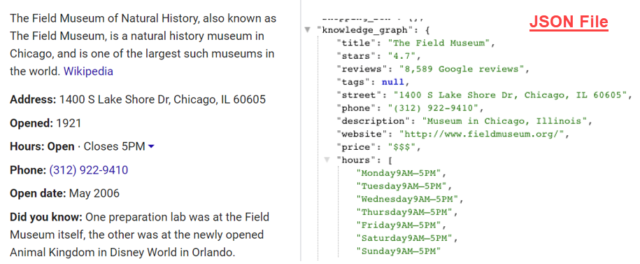 The Field Museum of Natural History, also known as
The Field Museum, is a natural history museum in
Chicago, and is one of the largest such museums in
the world. Wikipedia
Address: 1400 S Lake Shore Dr, Chicago, IL 60605
Opened: 1921
Hours: Open · Closes 5PM
Phone: (312) 922-9410
Open date: May 2006
Did you know: One preparation lab was at the Field
Museum itself, the other was at the newly opened
Animal Kingdom in Disney World in Orlando.
JSON File
"knowledge_graph": {
"title": "The Field Museum",
"stars": "4.7",
"reviews": "8,589 Google reviews",
"tags": null,
"street": "1400 S Lake Shore Dr, Chicago, IL 60605",
"phone": "(312) 922-9410",
"description": "Museum in Chicago, Illinois",
"website": "http://www.fieldmuseum.org/",
"price": "$$$",
"hours": [
"Monday9AM–5PM",
"Tuesday9AM–5PM",
"Wednesday9AM–5PM",
"Thursday9AM–5PM",
"Friday9AM–5PM",
"Saturday9AM–5PM",
"Sunday9AM–5PM"